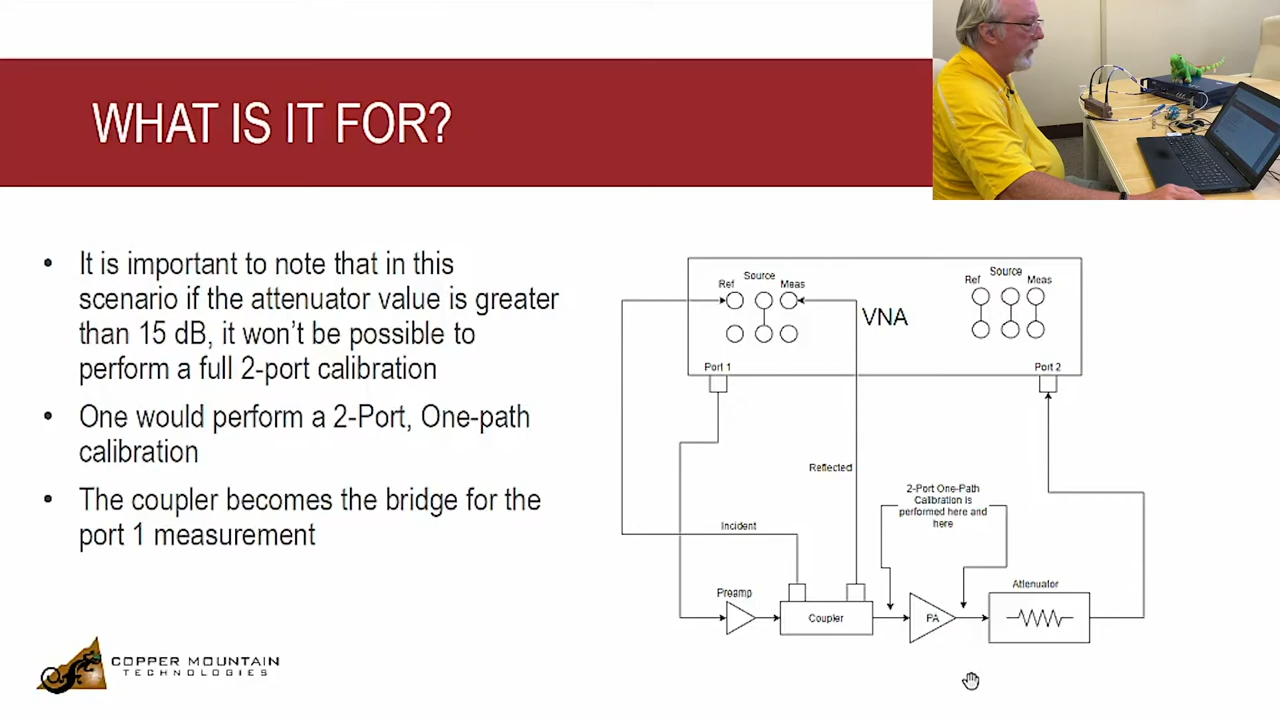 WHAT IS IT FOR?
• It is important to note that in this
scenario if the attenuator value is greater
than 15 dB, it won't be possible to
perform a full 2-port calibration
• One would perform a 2-Port, One-path
calibration
• The coupler becomes the bridge for the
port 1 measurement
Ref Source Meas
VNA
Ref Source Meas
Port 1
Port 2
Reflected
2-Port One-Path
Calibration is
performed here and
here
Incident
Preamp
Coupler
PA
Attenuator
COPPER MOUNTAIN
TECHNOLOGIES